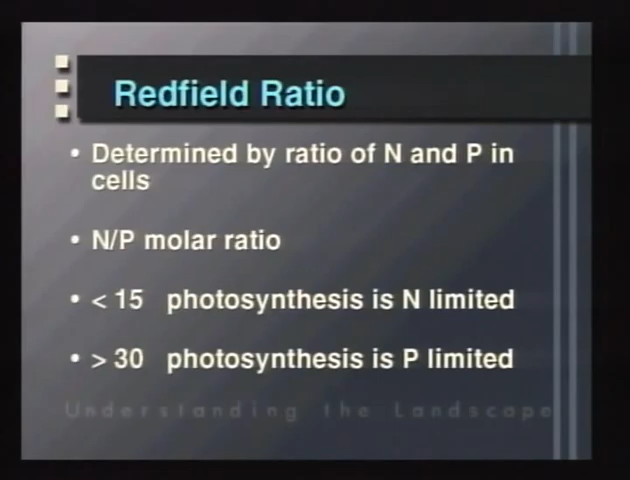 Redfield Ratio
• Determined by ratio of N and P in
cells
• N/P molar ratio
• < 15 photosynthesis is N limited
• > 30 photosynthesis is P limited
Understanding the Landscape